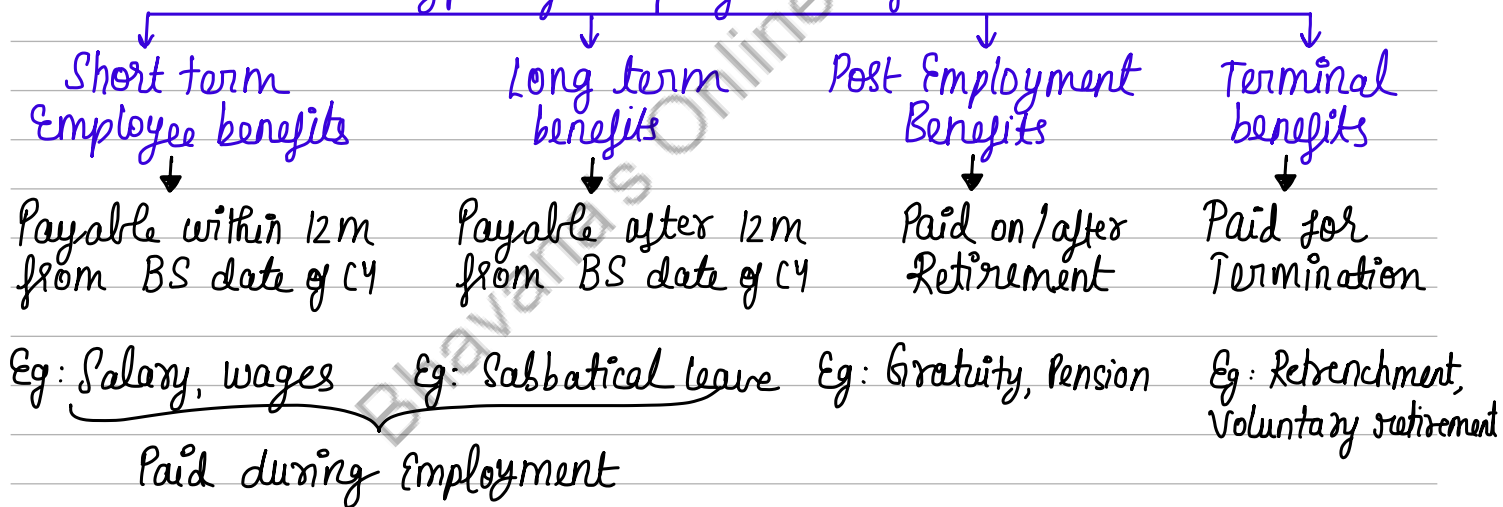 Short term Long term Post Employment Terminal
Employee benefits benefits Benefits benefits
Payable within 12m Payable after 12m Paid on/after Paid for
from BS date of CY from BS date of CY Retirement Termination
Eg: Salary, wages Eg: Sabbatical leave Eg: Gratuity, Pension Eg: Retrenchment,
Voluntary retirement
Paid during Employment
Bhavana's Online